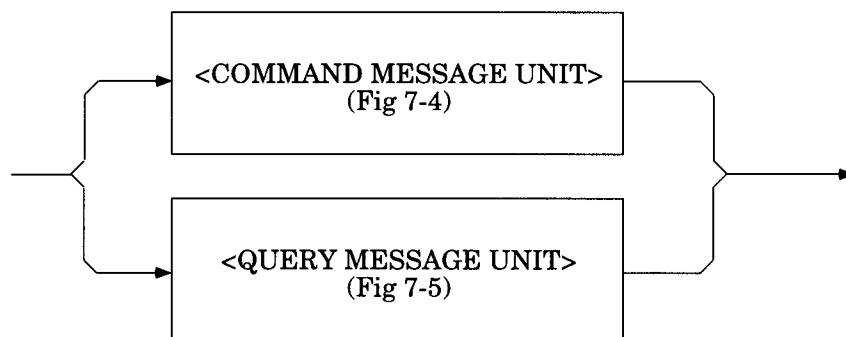 <COMMAND MESSAGE UNIT>
(Fig 7-4)
<QUERY MESSAGE UNIT>
(Fig 7-5)